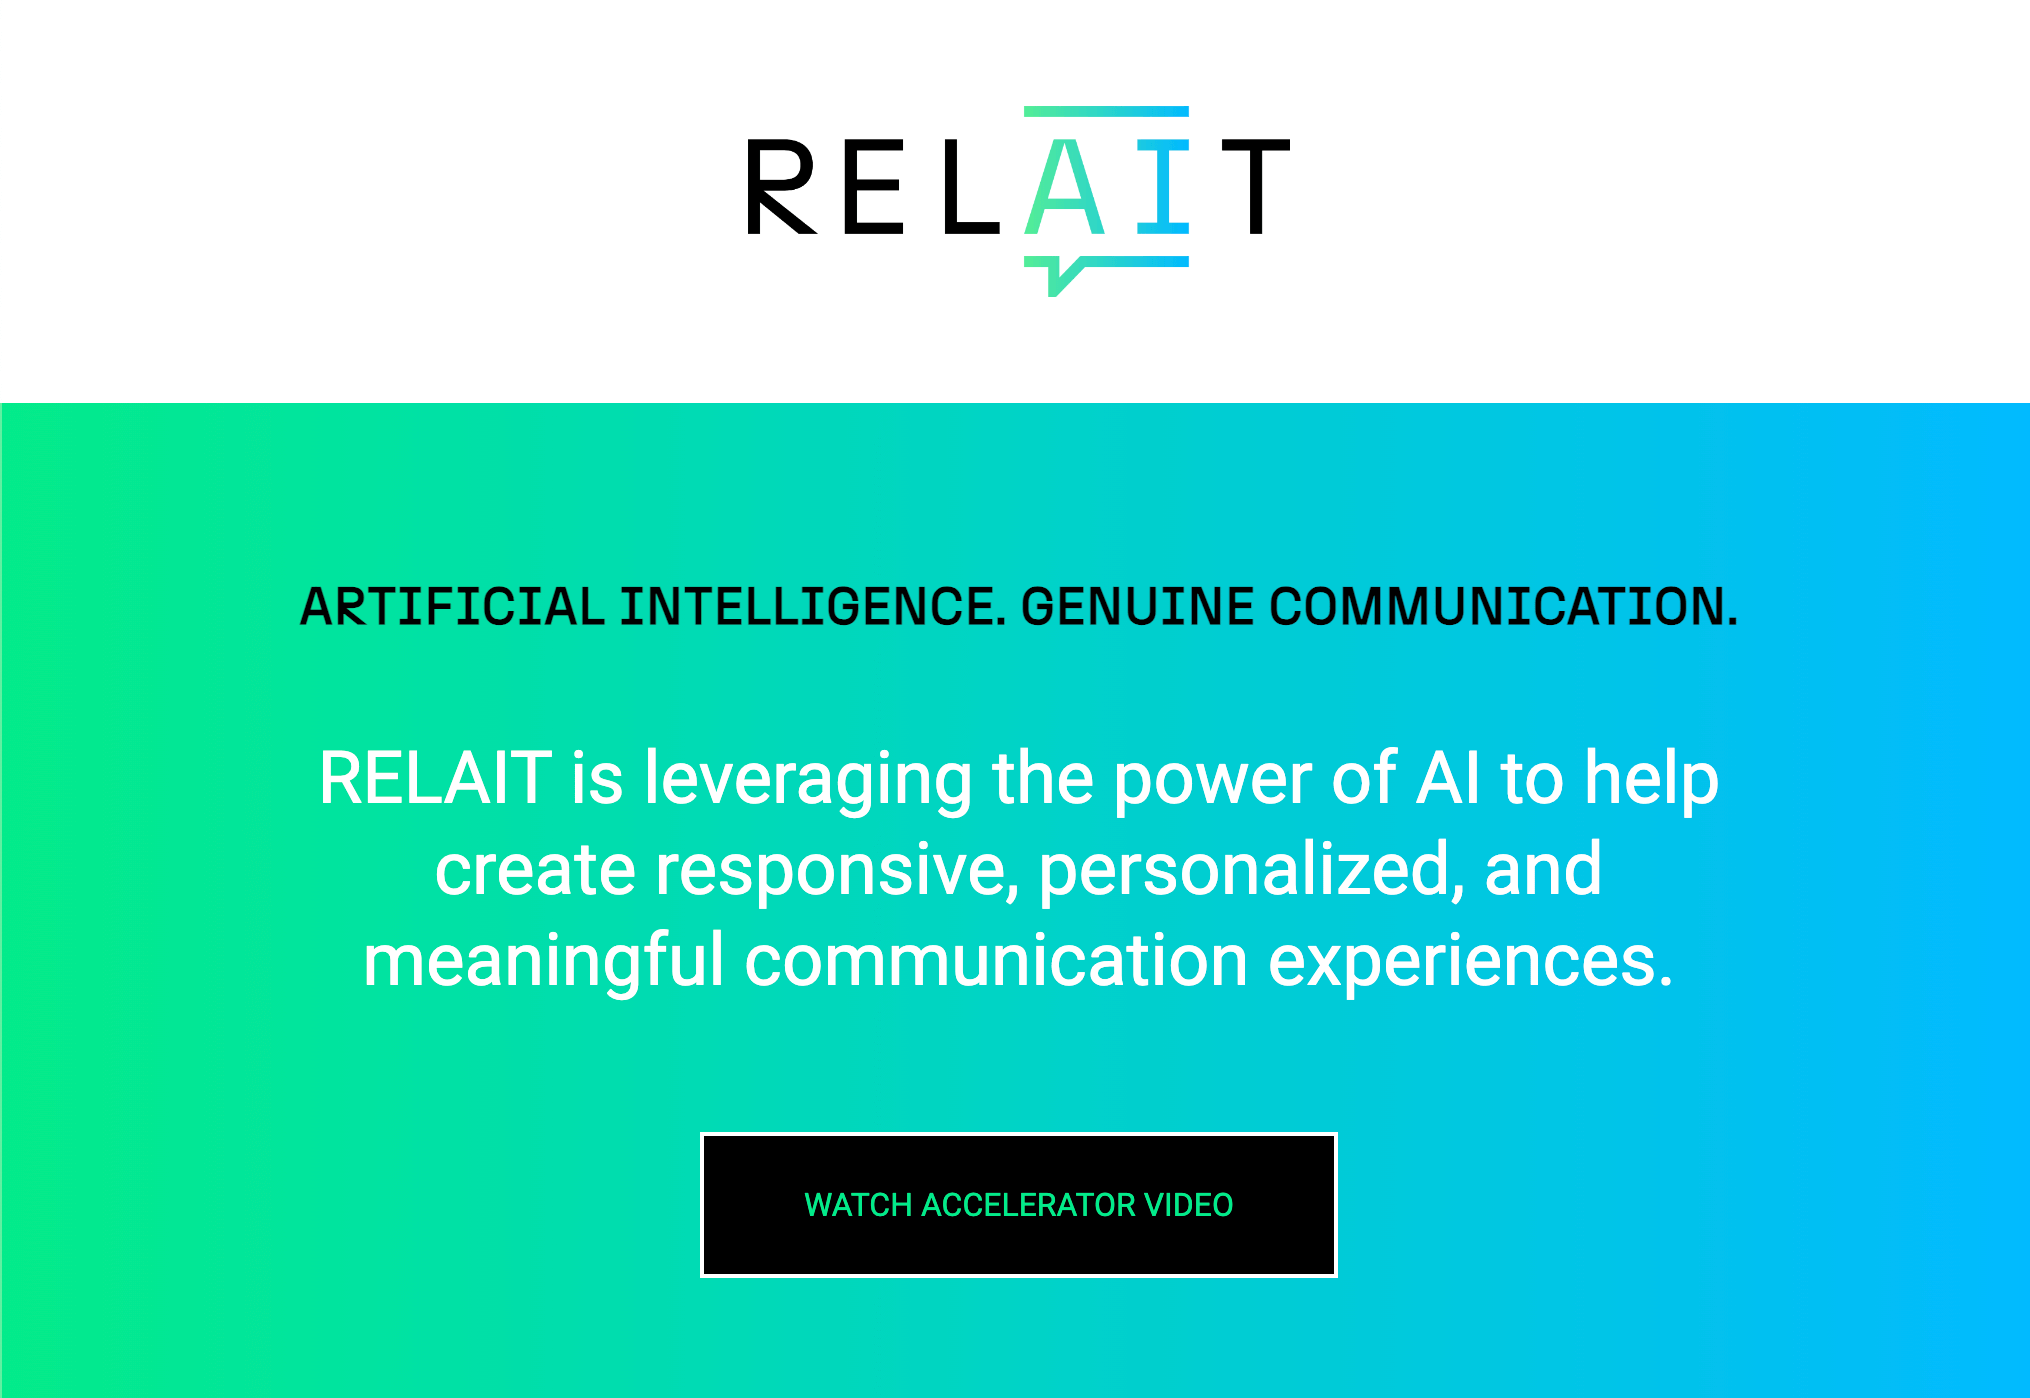 RELAIT
ARTIFICIAL INTELLIGENCE. GENUINE COMMUNICATION.
RELAIT is leveraging the power of AI to help
create responsive, personalized, and
meaningful communication experiences.
WATCH ACCELERATOR VIDEO